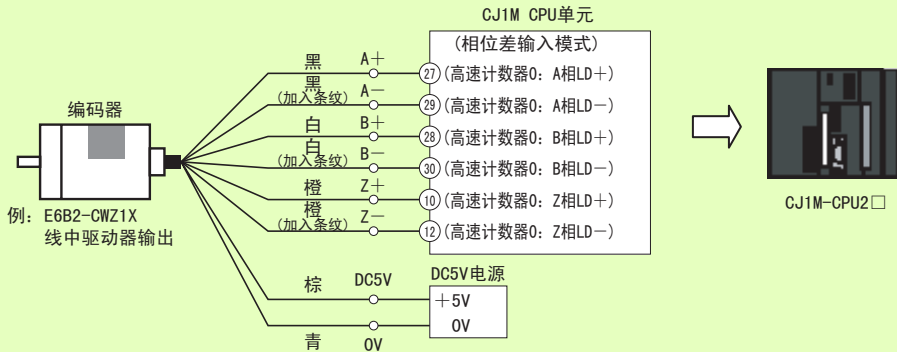 CJ1M CPU单元
(相位差输入模式)
黑 A＋ 27 (高速计数器0：A相LD＋)
黑
(加入条纹) A－ 29 (高速计数器0：A相LD－)
编码器
白 B＋ 28 (高速计数器0：B相LD＋)
白
(加入条纹) B－ 30 (高速计数器0：B相LD－)
橙 Z＋ 10 (高速计数器0：Z相LD＋)
橙
(加入条纹) Z－ 12 (高速计数器0：Z相LD－)
例：E6B2-CWZ1X
线中驱动器输出
CJ1M-CPU2□
DC5V电源
棕 DC5V ＋5V
青 0V 0V